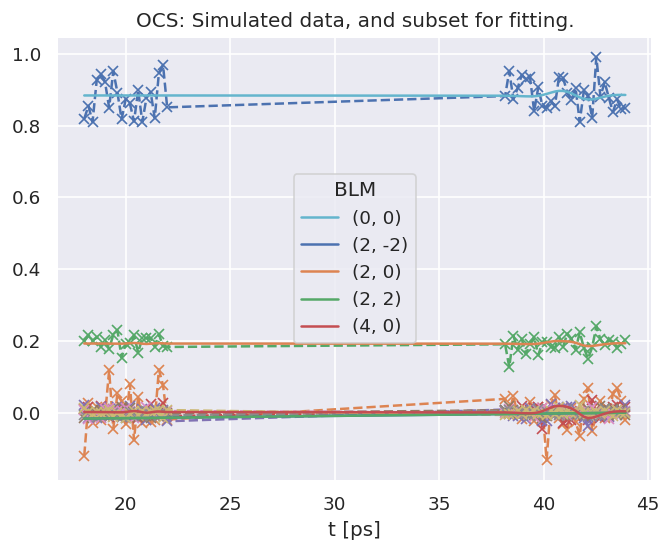 OCS: Simulated data, and subset for fitting.
1.0
0.8
0.6
0.4
0.2
0.0
BLM
(0, 0)
(2, -2)
(2, 0)
(2, 2)
(4, 0)
20 25 30 35 40 45
t [ps]